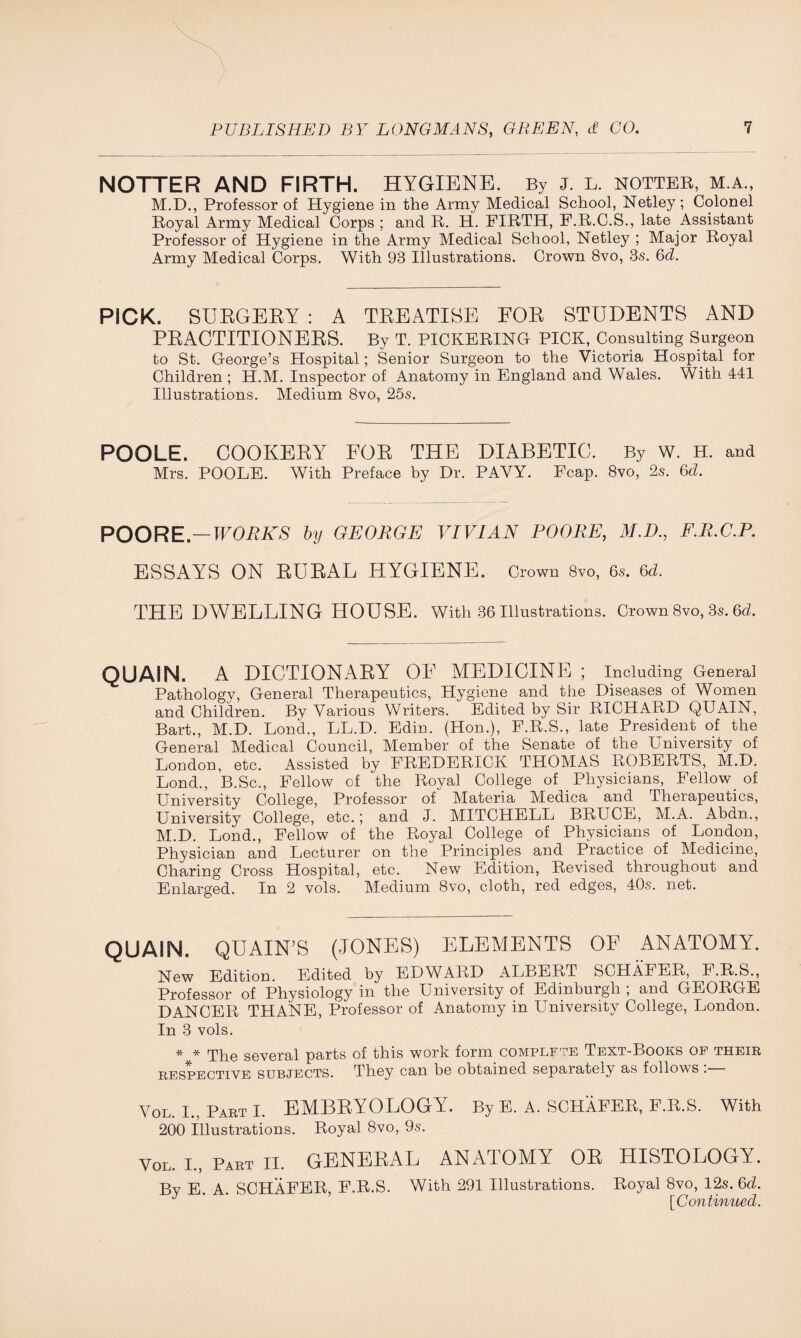 PUBLISHED BY LONGMANS, GREEN, & CO. 7
NOTTER AND FIRTH. HYGIENE. By J. L. NOTTER, M.A.,
M.D., Professor of Hygiene in the Army Medical School, Netley; Colonel
Royal Army Medical Corps ; and R. H. FIRTH, F.R.C.S., late Assistant
Professor of Hygiene in the Army Medical School, Netley ; Major Royal
Army Medical Corps. With 93 Illustrations. Crown 8vo, 3s. 6d.
PICK. SURGERY : A TREATISE FOR STUDENTS AND
PRACTITIONERS. By T. PICKERING PICK, Consulting Surgeon
to St. George's Hospital; Senior Surgeon to the Victoria Hospital for
Children ; H.M. Inspector of Anatomy in England and Wales. With 441
Illustrations. Medium 8vo, 25s.
POOLE. COOKERY FOR THE DIABETIC. By W. H. and
Mrs. POOLE. With Preface by Dr. PAVY. Fcap. 8vo, 2s. 6d.
POORE.—WORKS by GEORGE VIVIAN POORE, M.D., F.R.C.P.
ESSAYS ON RURAL HYGIENE. Crown 8vo, 6s. 6d.
THE DWELLING HOUSE. With 36 Illustrations. Crown 8vo, 3s. 6d.
QUAIN. A DICTIONARY OF MEDICINE ; Including General
Pathology, General Therapeutics, Hygiene and the Diseases of Women
and Children. By Various Writers. Edited by Sir RICHARD QUAIN,
Bart., M.D. Lond., LL.D. Edin. (Hon.), F.R.S., late President of the
General Medical Council, Member of the Senate of the University of
London, etc. Assisted by FREDERICK THOMAS ROBERTS, M.D.
Lond., B.Sc., Fellow of the Royal College of Physicians, Fellow of
University College, Professor of Materia Medica and Therapeutics,
University College, etc.; and J. MITCHELL BRUCE, M.A. Abdn.,
M.D. Lond., Fellow of the Royal College of Physicians of London,
Physician and Lecturer on the Principles and Practice of Medicine,
Charing Cross Hospital, etc. New Edition, Revised throughout and
Enlarged. In 2 vols. Medium 8vo, cloth, red edges, 40s. net.
QUAIN. QUAIN'S (JONES) ELEMENTS OF ANATOMY.
New Edition. Edited by EDWARD ALBERT SCHÄFER, F.R.S.,
Professor of Physiology in the University of Edinburgh ; and GEORGE
DANCER THANE, Professor of Anatomy in University College, London.
In 3 vols.
*** The several parts of this work form COMPLETE TEXT-BOOKS OF THEIR
RESPECTIVE SUBJECTS. They can be obtained separately as follows :—
VOL. I., PART I. EMBRYOLOGY. By E. A. SCHÄFER, F.R.S. With
200 Illustrations. Royal 8vo, 9s.
VOL. I., PART II. GENERAL ANATOMY OR HISTOLOGY.
By E. A. SCHÄFER, F.R.S. With 291 Illustrations. Royal 8vo, 12s. 6d.
[Continued.